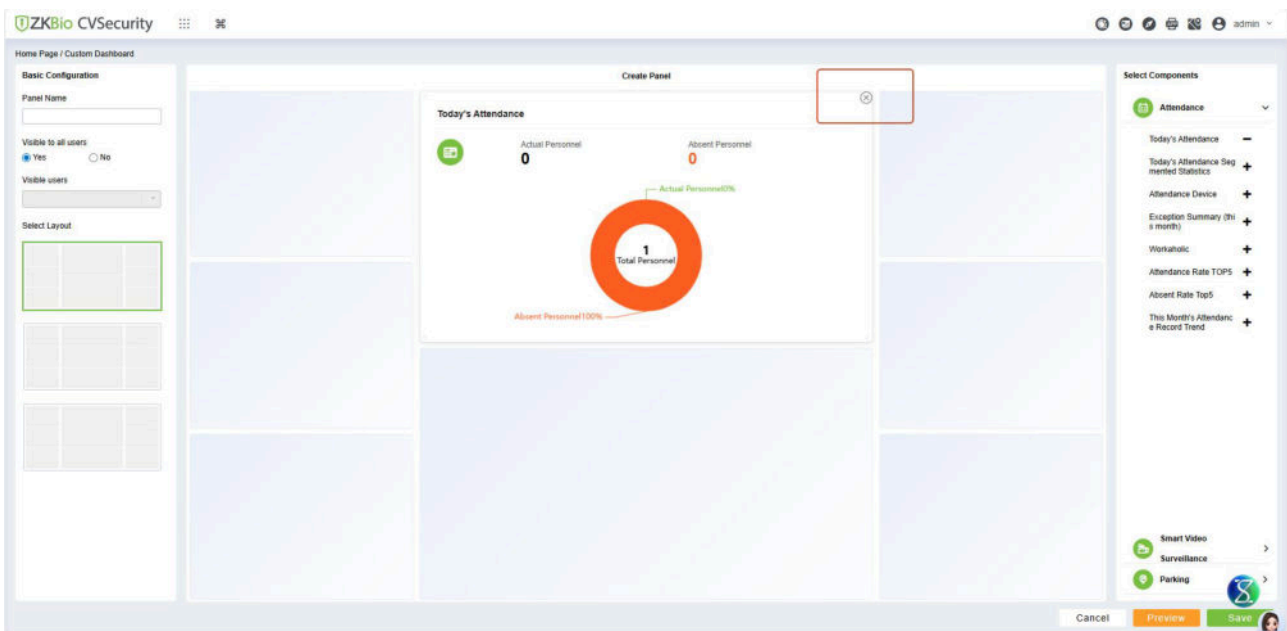 ZKBio CVSecurity
admin
Home Page / Custom Dashboard
Basic Configuration
Panel Name
Visible to all users
Yes No
Visible users
Select Layout
Create Panel
Today's Attendance
Actual Personnel
0
Absent Personnel
0
Actual Personnel0%
1
Total Personnel
Absent Personnel100%
Select Components
Attendance
Today's Attendance
Today's Attendance Seg
mented Statistics
Attendance Device
Exception Summary (thi
s month)
Workaholic
Attendance Rate TOP5
Absent Rate Top5
This Month's Attendanc
e Record Trend
Smart Video
Surveillance
Parking
Cancel
Preview
Save